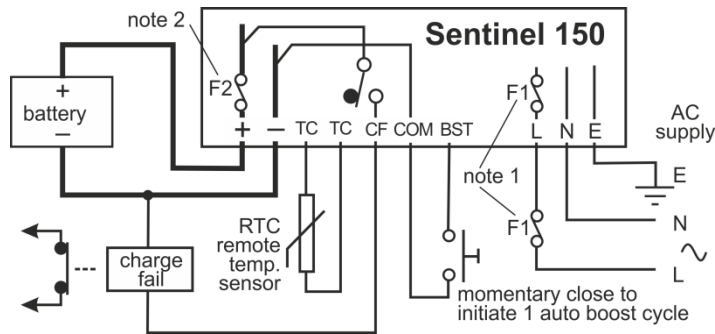 note 2
Sentinel 150
F2
F1
+
battery
−
+ − TC TC CF COM BST L N E
AC
supply
note 1
E
F1
N
L
RTC
remote
temp.
sensor
charge
fail
momentary close to
initiate 1 auto boost cycle